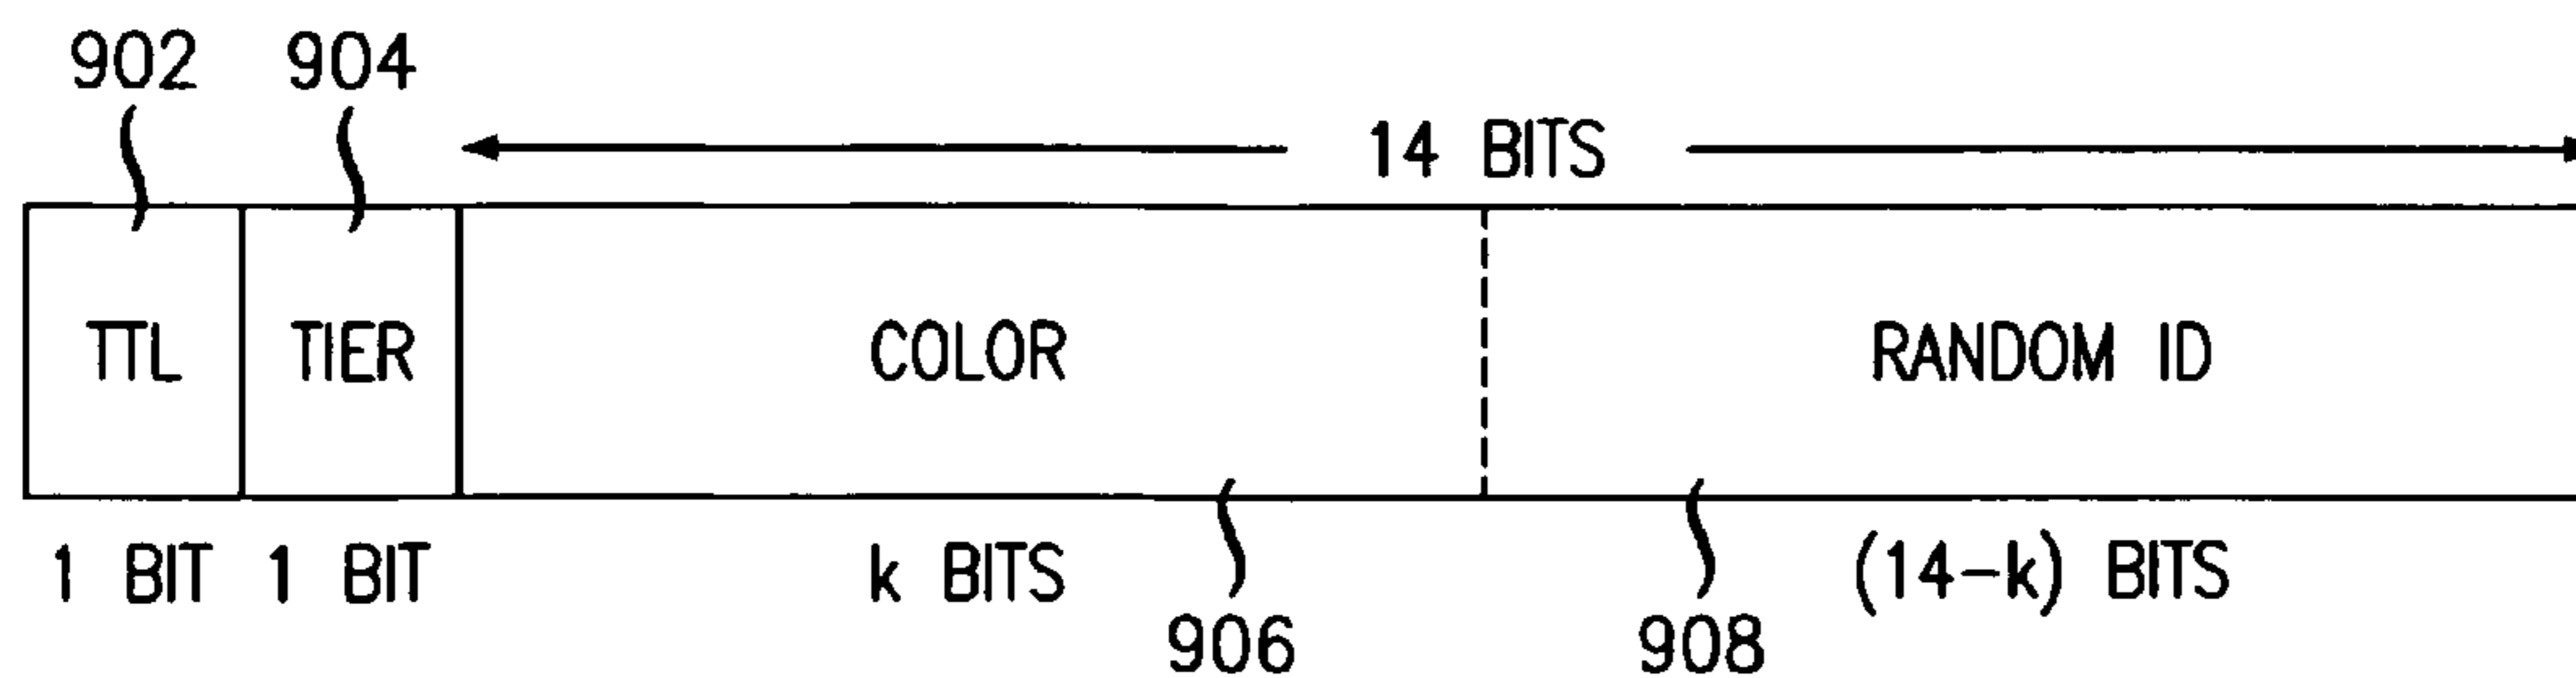 902 904
14 BITS
TTL TIER COLOR RANDOM ID
1 BIT 1 BIT k BITS (14-k) BITS
906 908